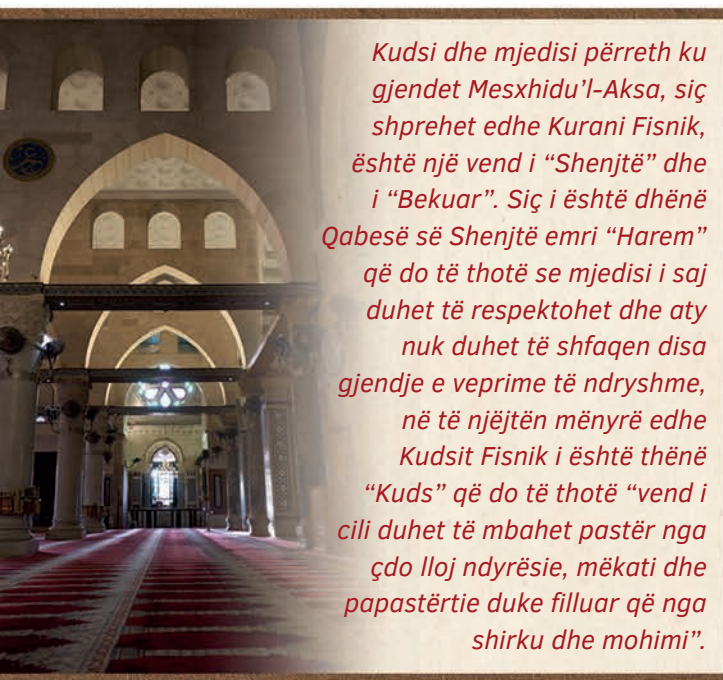 Kudsi dhe mjedisi përreth ku
gjendet Mesxhidu’l-Aksa, siç
shprehet edhe Kurani Fisnik,
është një vend i “Shenjtë” dhe
i “Bekuar”. Siç i është dhënë
Qabesë së Shenjtë emri “Harem”
që do të thotë se mjedisi i saj
duhet të respektohet dhe aty
nuk duhet të shfaqen disa
gjendje e veprime të ndryshme,
në të njëjtën mënyrë edhe
Kudsit Fisnik i është thënë
“Kuds” që do të thotë “vend i
cili duhet të mbahet pastër nga
çdo lloj ndyrësie, mëkati dhe
papastërtie duke filluar që nga
shirku dhe mohimi”.